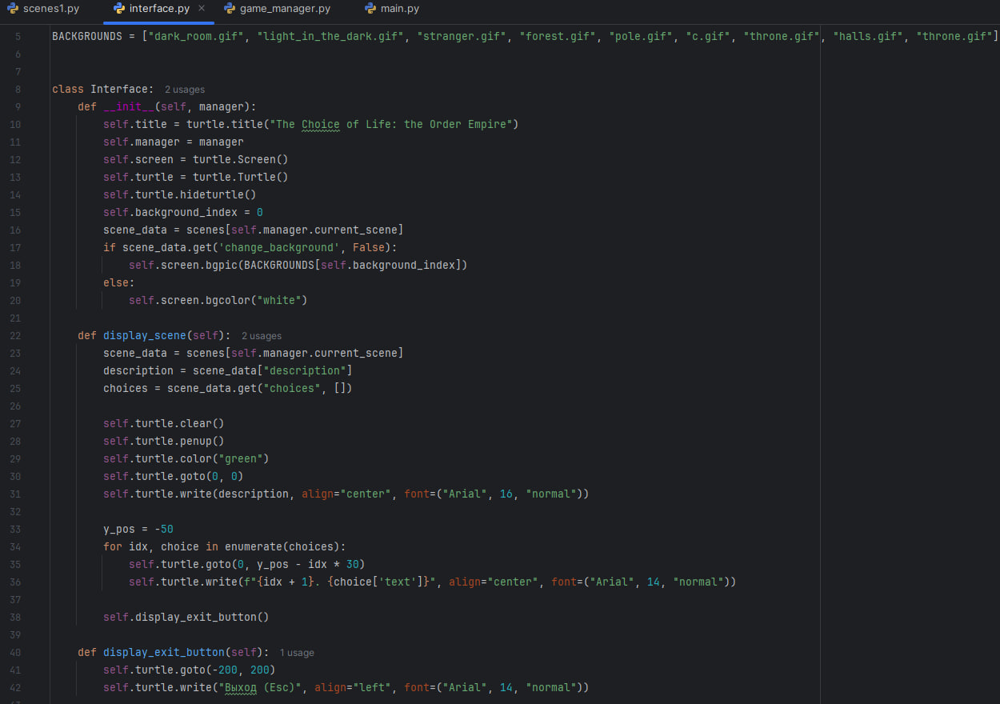 scenes1.py interface.py × game_manager.py main.py
5 BACKGROUNDS = ["dark_room.gif", "light_in_the_dark.gif", "stranger.gif", "forest.gif", "pole.gif", "c.gif", "throne.gif", "halls.gif", "throne.gif"]
6
7
8 class Interface: 2 usages
9 def __init__(self, manager):
10 self.title = turtle.title("The Choice of Life: the Order Empire")
11 self.manager = manager
12 self.screen = turtle.Screen()
13 self.turtle = turtle.Turtle()
14 self.turtle.hideturtle()
15 self.background_index = 0
16 scene_data = scenes[self.manager.current_scene]
17 if scene_data.get('change_background', False):
18 self.screen.bgpic(BACKGROUNDS[self.background_index])
19 else:
20 self.screen.bgcolor("white")
21
22 def display_scene(self): 2 usages
23 scene_data = scenes[self.manager.current_scene]
24 description = scene_data["description"]
25 choices = scene_data.get("choices", [])
26
27 self.turtle.clear()
28 self.turtle.penup()
29 self.turtle.color("green")
30 self.turtle.goto(0, 0)
31 self.turtle.write(description, align="center", font=("Arial", 16, "normal"))
32
33 y_pos = -50
34 for idx, choice in enumerate(choices):
35 self.turtle.goto(0, y_pos - idx * 30)
36 self.turtle.write(f"{idx + 1}. {choice['text']}", align="center", font=("Arial", 14, "normal"))
37
38 self.display_exit_button()
39
40 def display_exit_button(self): 1 usage
41 self.turtle.goto(-200, 200)
42 self.turtle.write("Выход (Esc)", align="left", font=("Arial", 14, "normal"))